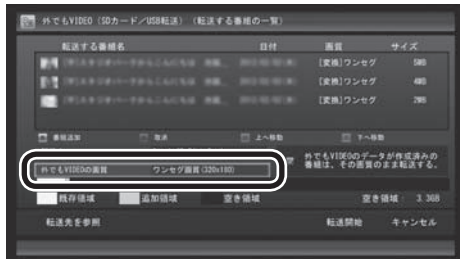 外でもVIDEO(SDカード/USB転送) (転送する番組の一覧)
転送する番組名 日付 画質 サイズ
[変換]ワンセグ
[変換]ワンセグ
[変換]ワンセグ
番組追加 取消 上へ移動 下へ移動
外でもVIDEOの画質 ワンセグ画質(320x180)
外でもVIDEOのデータが作成済みの
番組は、その画質のまま転送する。
既存領域 追加領域 空き領域 空き領域: 3.3GB
転送先を参照 転送開始 キャンセル